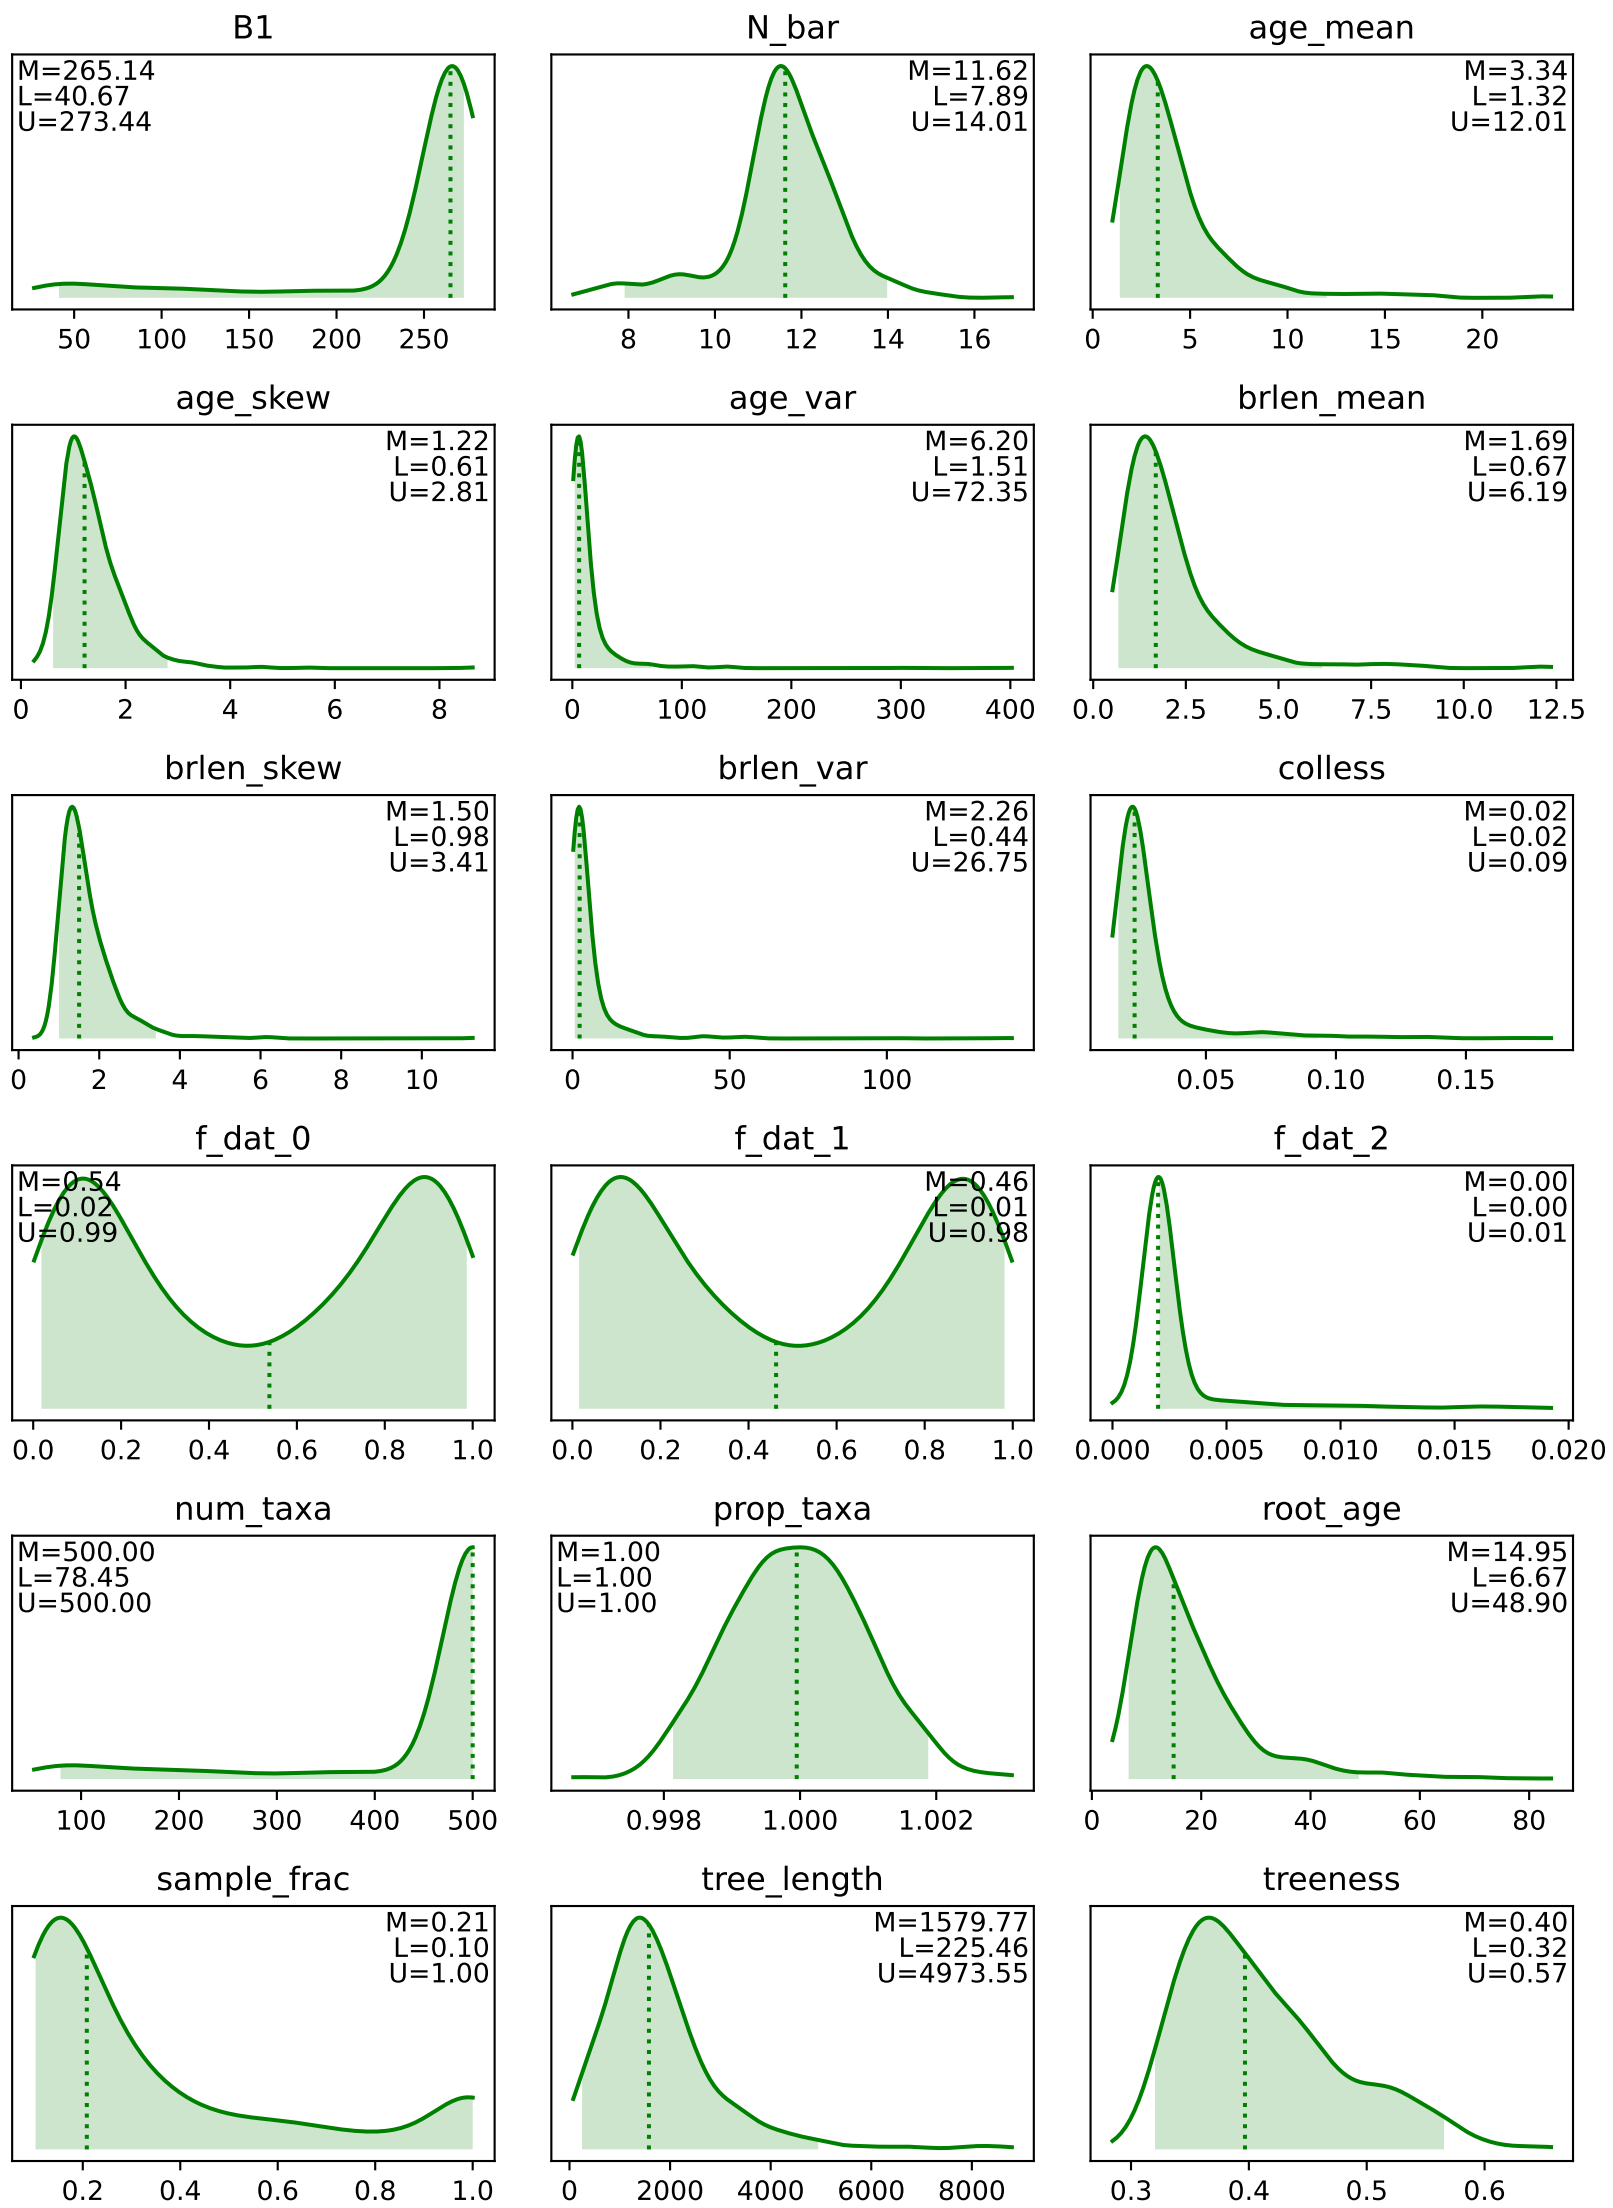 B1
M=265.14
L=40.67
U=273.44
50 100 150 200 250
N_bar
M=11.62
L=7.89
U=14.01
8 10 12 14 16
age_mean
M=3.34
L=1.32
U=12.01
0 5 10 15 20
age_skew
M=1.22
L=0.61
U=2.81
0 2 4 6 8
age_var
M=6.20
L=1.51
U=72.35
0 100 200 300 400
brlen_mean
M=1.69
L=0.67
U=6.19
0.0 2.5 5.0 7.5 10.0 12.5
brlen_skew
M=1.50
L=0.98
U=3.41
0 2 4 6 8 10
brlen_var
M=2.26
L=0.44
U=26.75
0 50 100
colless
M=0.02
L=0.02
U=0.09
0.05 0.10 0.15
f_dat_0
M=0.54
L=0.02
U=0.99
0.0 0.2 0.4 0.6 0.8 1.0
f_dat_1
M=0.46
L=0.01
U=0.98
0.0 0.2 0.4 0.6 0.8 1.0
f_dat_2
M=0.00
L=0.00
U=0.01
0.000 0.005 0.010 0.015 0.020
num_taxa
M=500.00
L=78.45
U=500.00
100 200 300 400 500
prop_taxa
M=1.00
L=1.00
U=1.00
0.998 1.000 1.002
root_age
M=14.95
L=6.67
U=48.90
0 20 40 60 80
sample_frac
M=0.21
L=0.10
U=1.00
0.2 0.4 0.6 0.8 1.0
tree_length
M=1579.77
L=225.46
U=4973.55
0 2000 4000 6000 8000
treeness
M=0.40
L=0.32
U=0.57
0.3 0.4 0.5 0.6